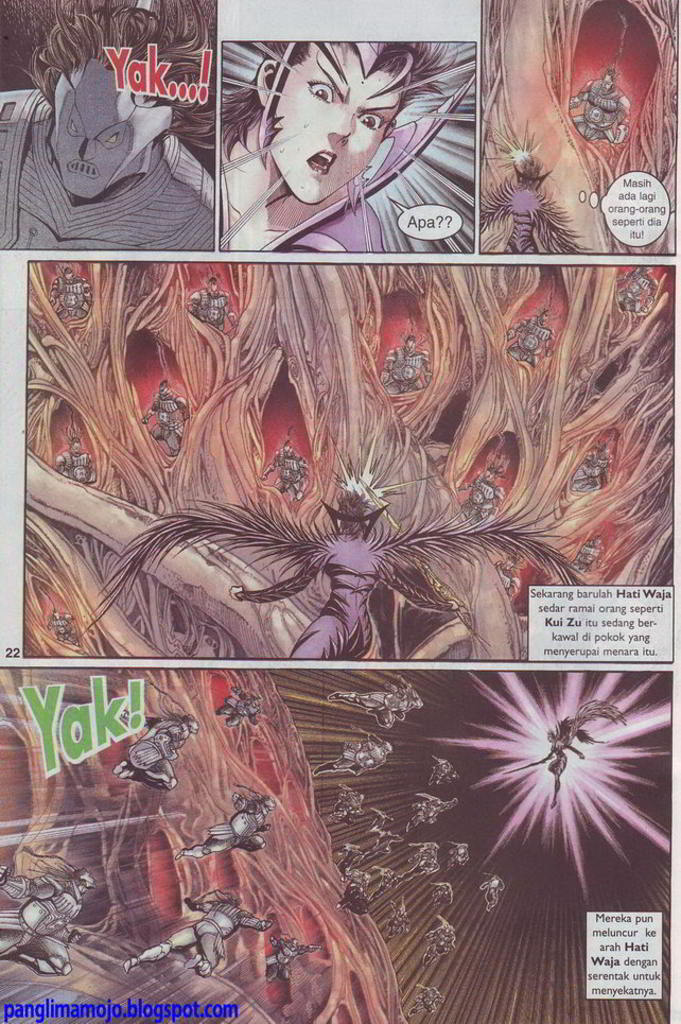 Yak....!
Apa??
Masih
ada lagi
orang-orang
seperti dia
itu!
Sekarang barulah Hati Waja
sedar ramai orang seperti
Kui Zu itu sedang ber-
kawal di pokok yang
menyerupai menara itu.
22
Yak!
Mereka pun
meluncur ke
arah Hati
Waja dengan
serentak untuk
menyekatnya.
panglimamojo.blogspot.com